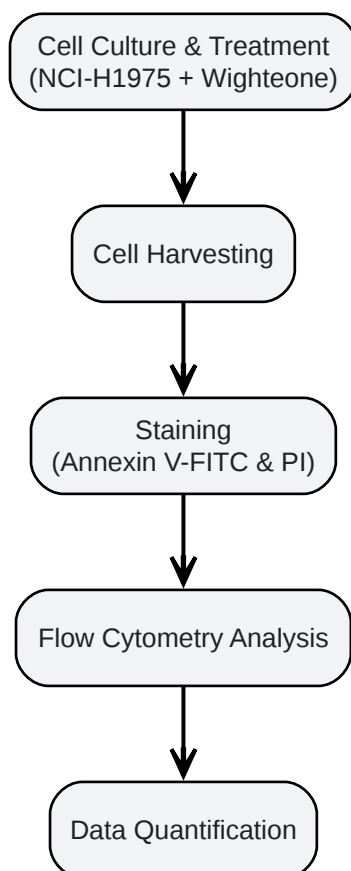 Cell Culture & Treatment
(NCI-H1975 + Wighteone)
Cell Harvesting
Staining
(Annexin V-FITC & PI)
Flow Cytometry Analysis
Data Quantification